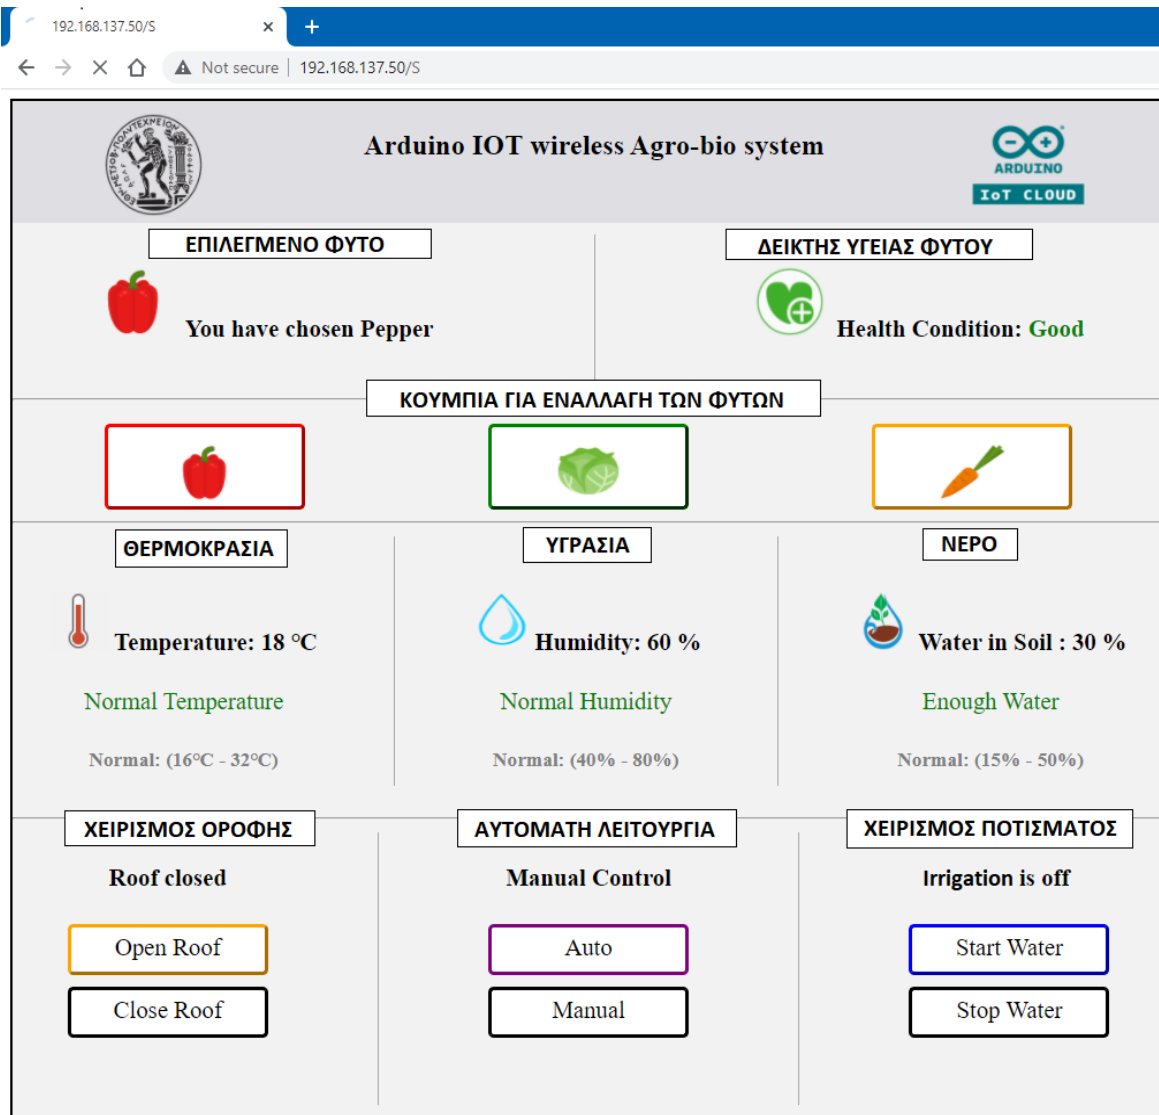 192.168.137.50/S
Not secure | 192.168.137.50/S
Arduino IOT wireless Agro-bio system
ARDUINO
IoT CLOUD
ΕΠΙΛΕΓΜΕΝΟ ΦΥΤΟ
ΔΕΙΚΤΗΣ ΥΓΕΙΑΣ ΦΥΤΟΥ
You have chosen Pepper
Health Condition: Good
ΚΟΥΜΠΙΑ ΓΙΑ ΕΝΑΛΛΑΓΗ ΤΩΝ ΦΥΤΩΝ
ΘΕΡΜΟΚΡΑΣΙΑ
ΥΓΡΑΣΙΑ
ΝΕΡΟ
Temperature: 18 °C
Humidity: 60 %
Water in Soil : 30 %
Normal Temperature
Normal Humidity
Enough Water
Normal: (16°C - 32°C)
Normal: (40% - 80%)
Normal: (15% - 50%)
ΧΕΙΡΙΣΜΟΣ ΟΡΟΦΗΣ
ΑΥΤΟΜΑΤΗ ΛΕΙΤΟΥΡΓΙΑ
ΧΕΙΡΙΣΜΟΣ ΠΟΤΙΣΜΑΤΟΣ
Roof closed
Manual Control
Irrigation is off
Open Roof
Auto
Start Water
Close Roof
Manual
Stop Water